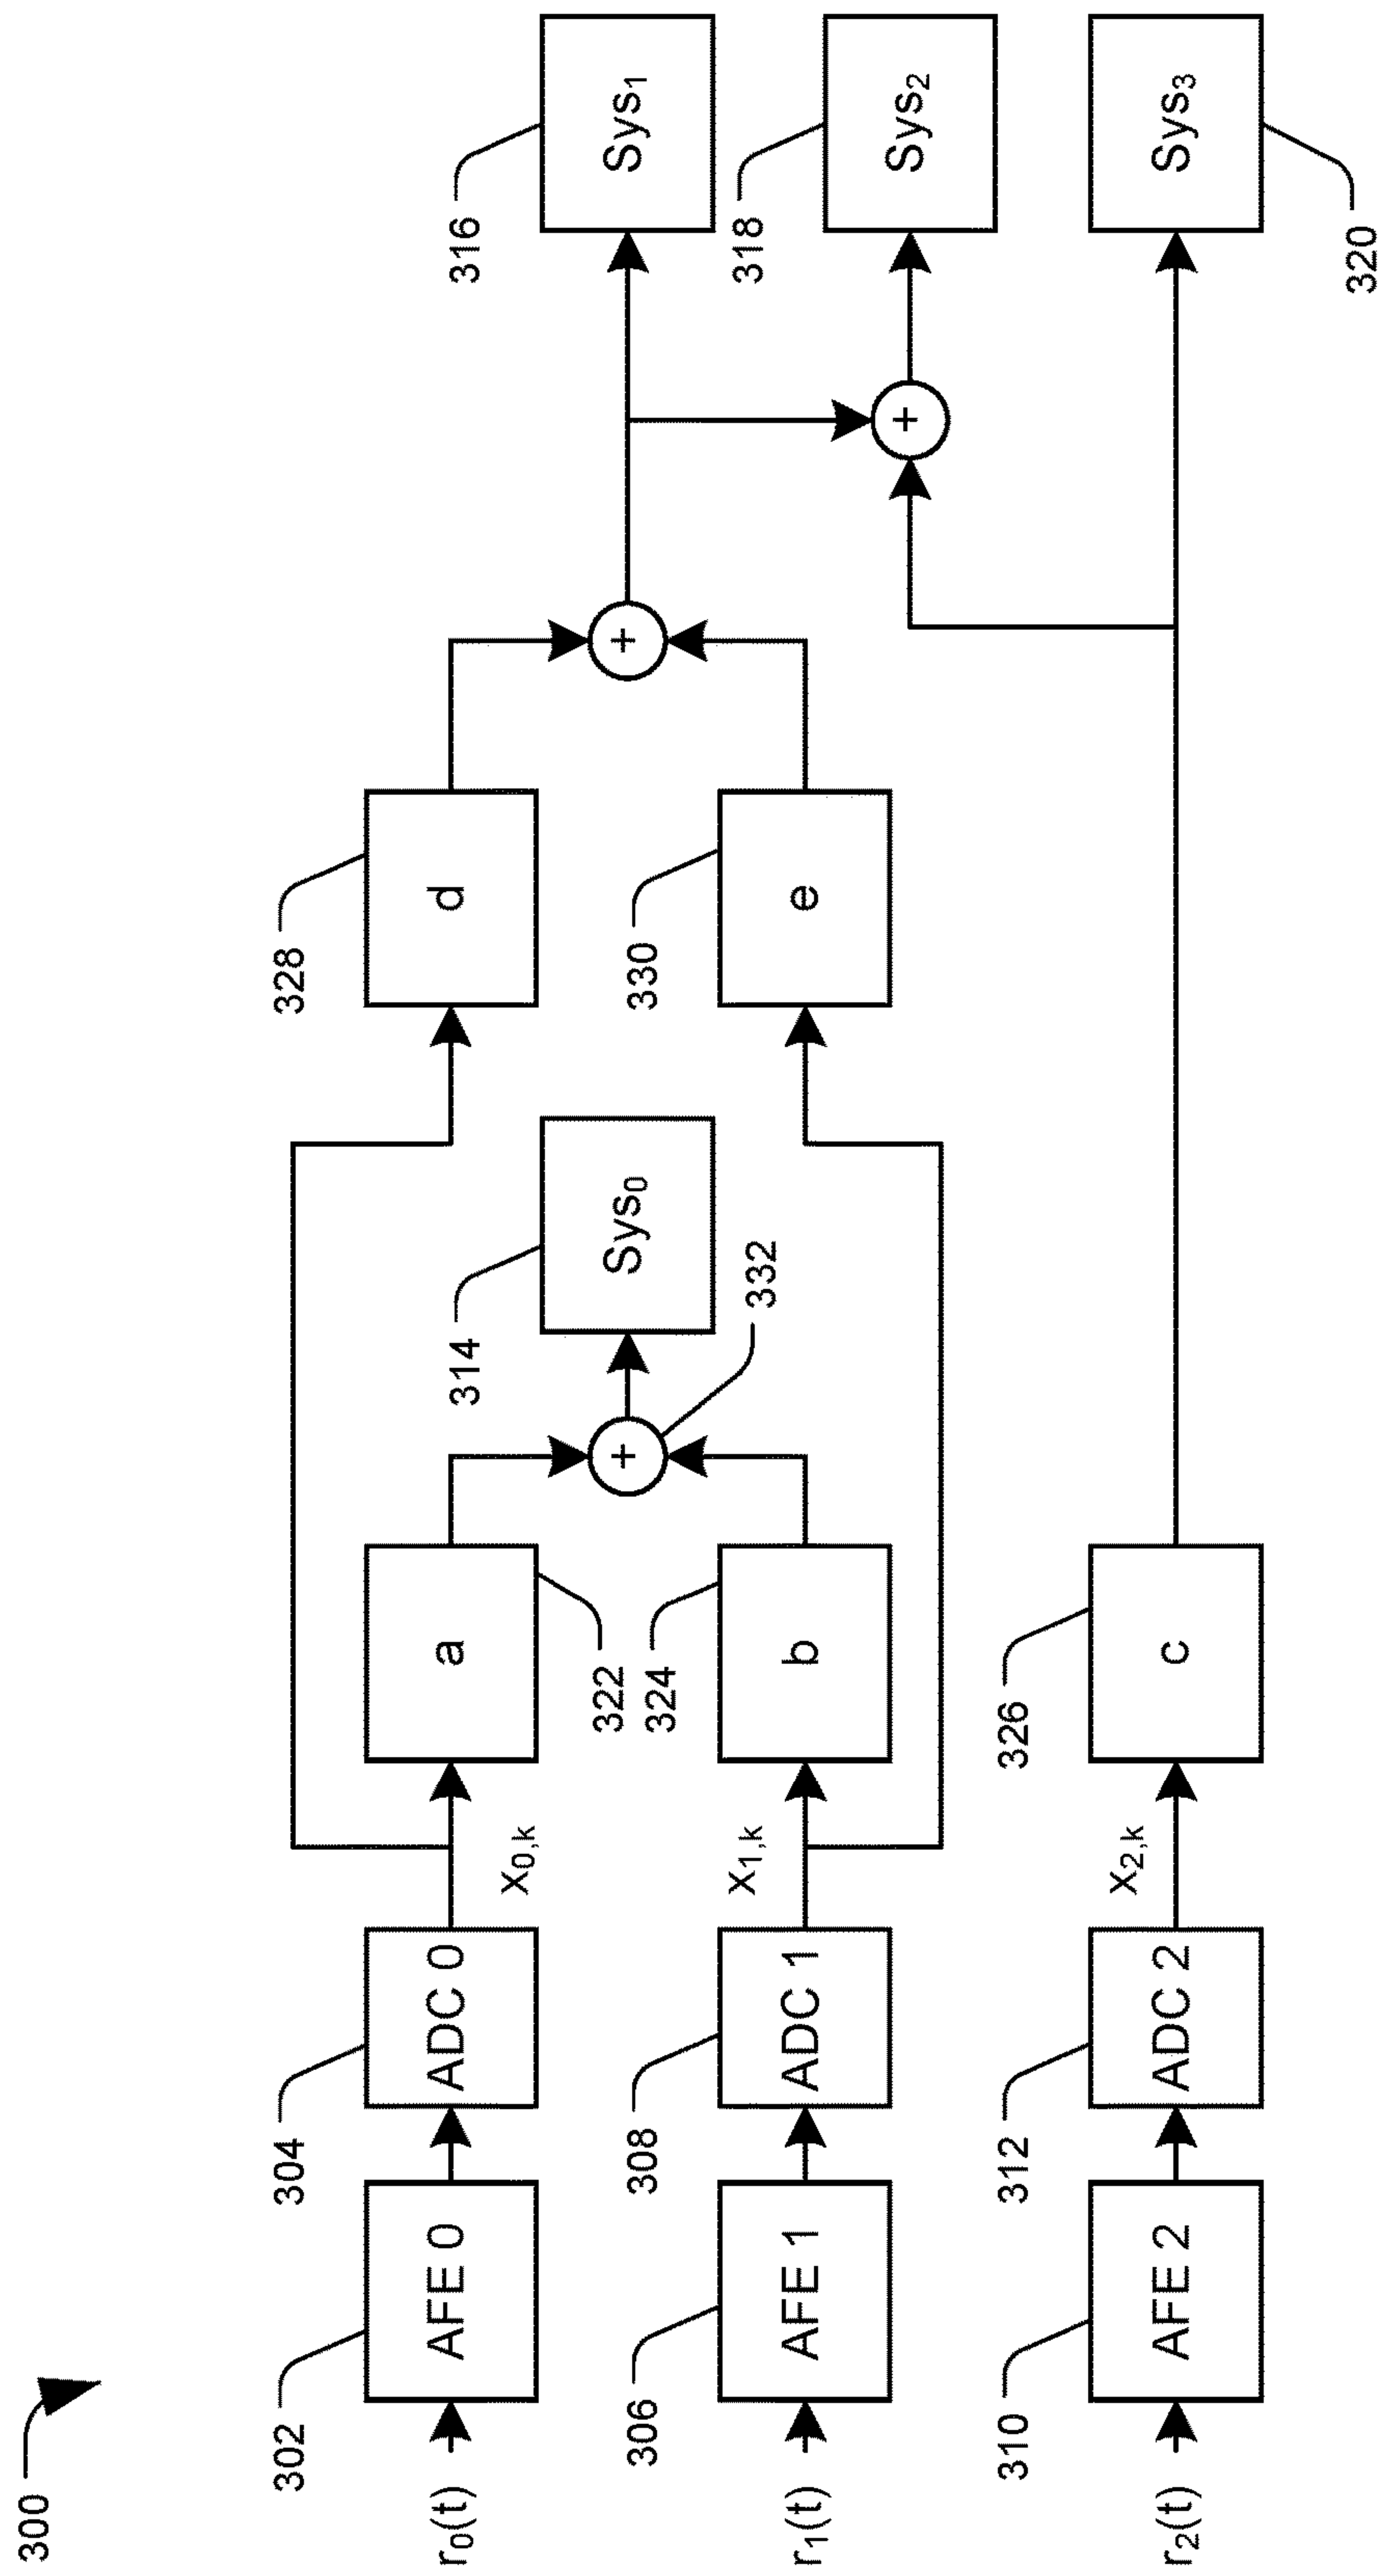 300
302
304
328
316
r₀(t)
AFE 0
ADC 0
x₀,ₖ
a
d
322
314
Sys₀
Sys₁
+
+
332
306
308
324
330
318
r₁(t)
AFE 1
ADC 1
x₁,ₖ
b
e
+
Sys₂
310
312
326
r₂(t)
AFE 2
ADC 2
x₂,ₖ
c
Sys₃
320